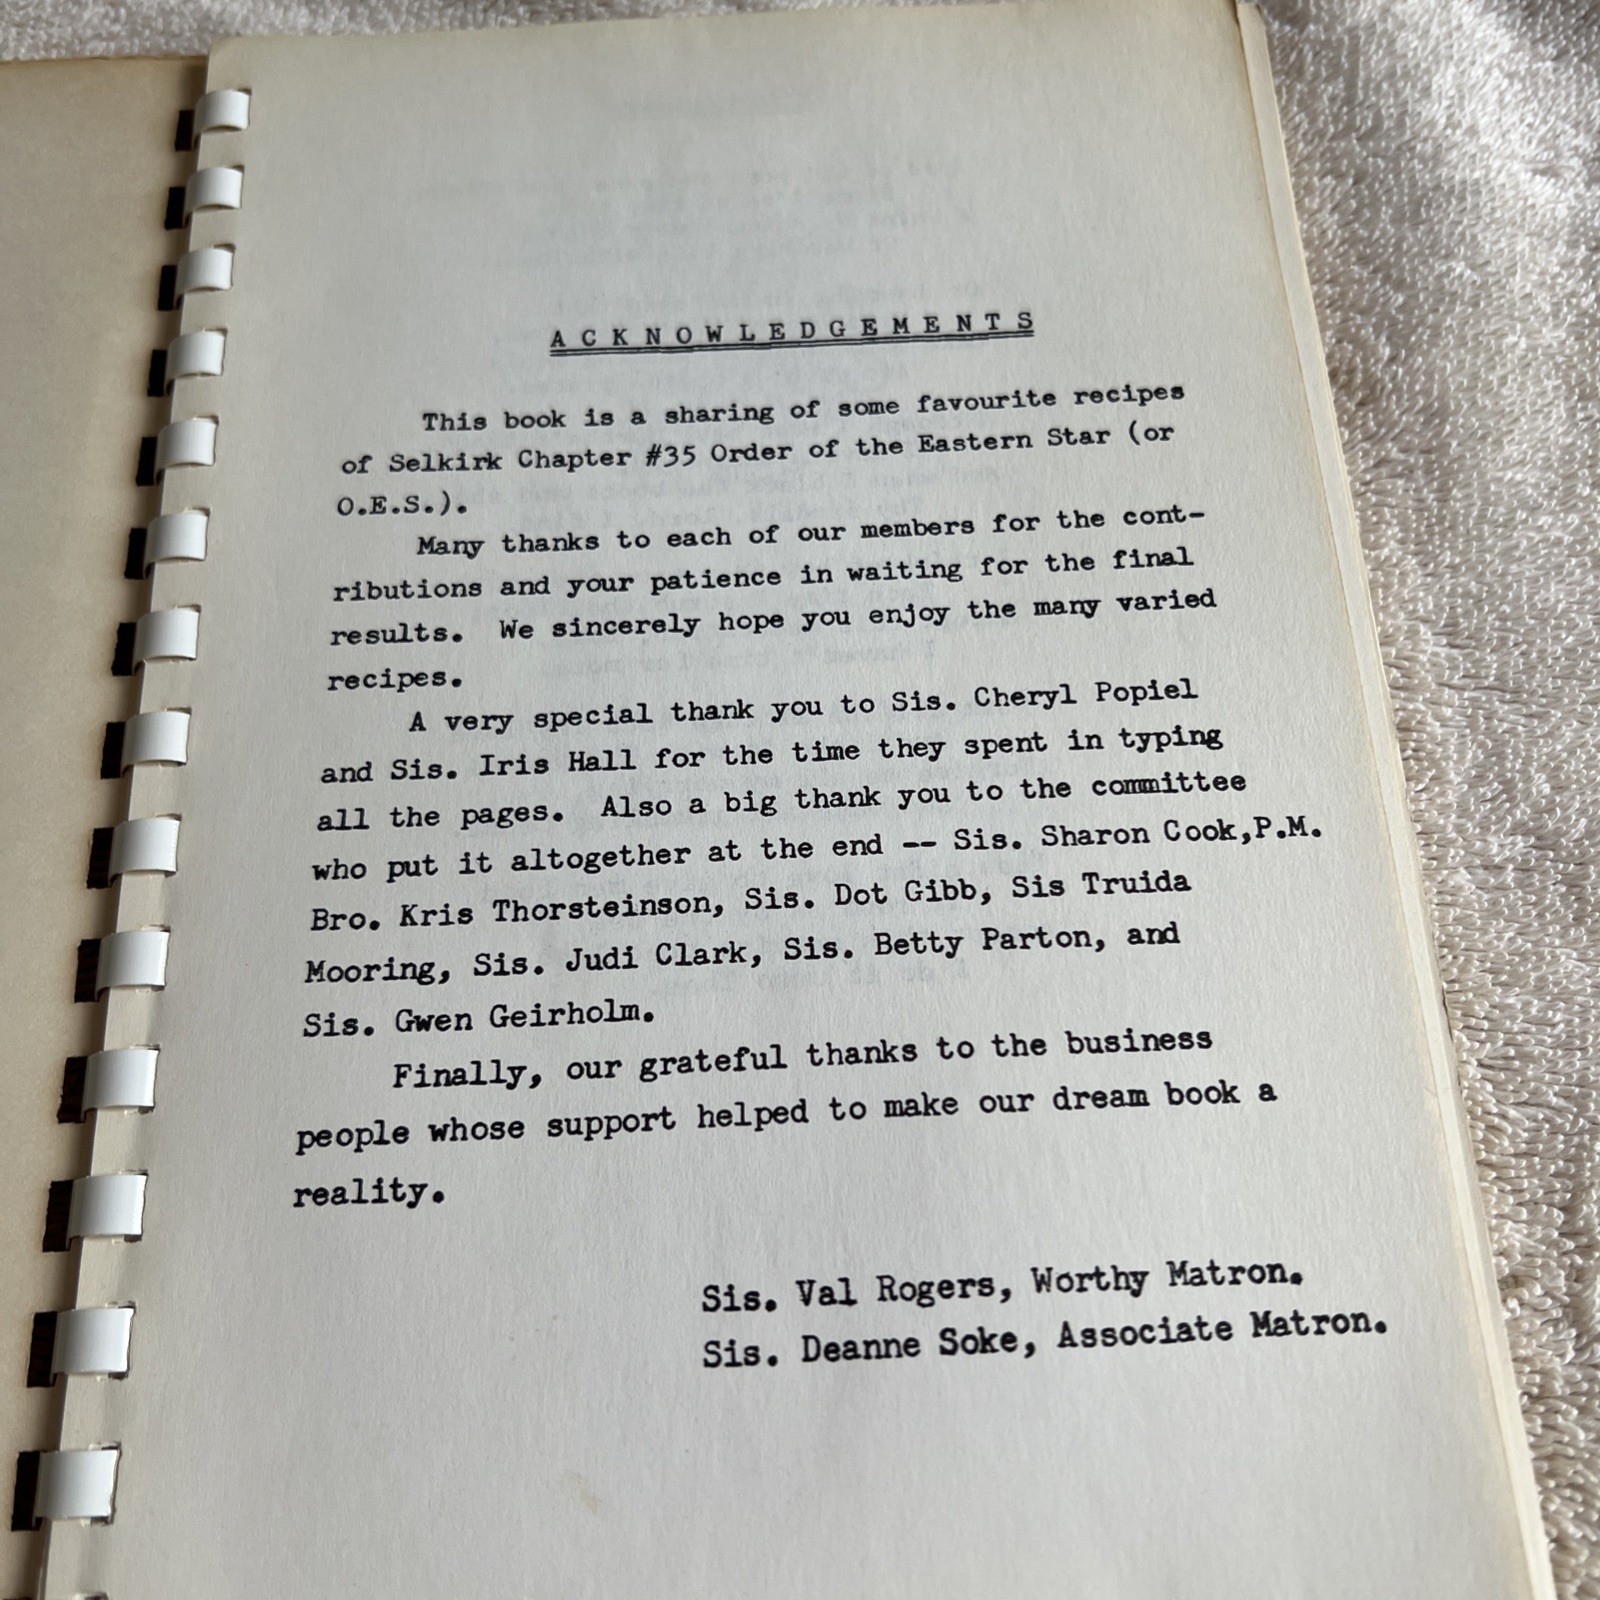 ACKNOWLEDGEMENTS
This book is a sharing of some favourite recipes
of Selkirk Chapter #35 Order of the Eastern Star (or
O.E.S.).
Many thanks to each of our members for the cont-
ributions and your patience in waiting for the final
results. We sincerely hope you enjoy the many varied
recipes.
A very special thank you to Sis. Cheryl Popiel
and Sis. Iris Hall for the time they spent in typing
all the pages. Also a big thank you to the committee
who put it altogether at the end -- Sis. Sharon Cook,P.M.
Bro. Kris Thorsteinson, Sis. Dot Gibb, Sis Truida
Mooring, Sis. Judi Clark, Sis. Betty Parton, and
Sis. Gwen Geirholm.
Finally, our grateful thanks to the business
people whose support helped to make our dream book a
reality.
Sis. Val Rogers, Worthy Matron.
Sis. Deanne Soke, Associate Matron.